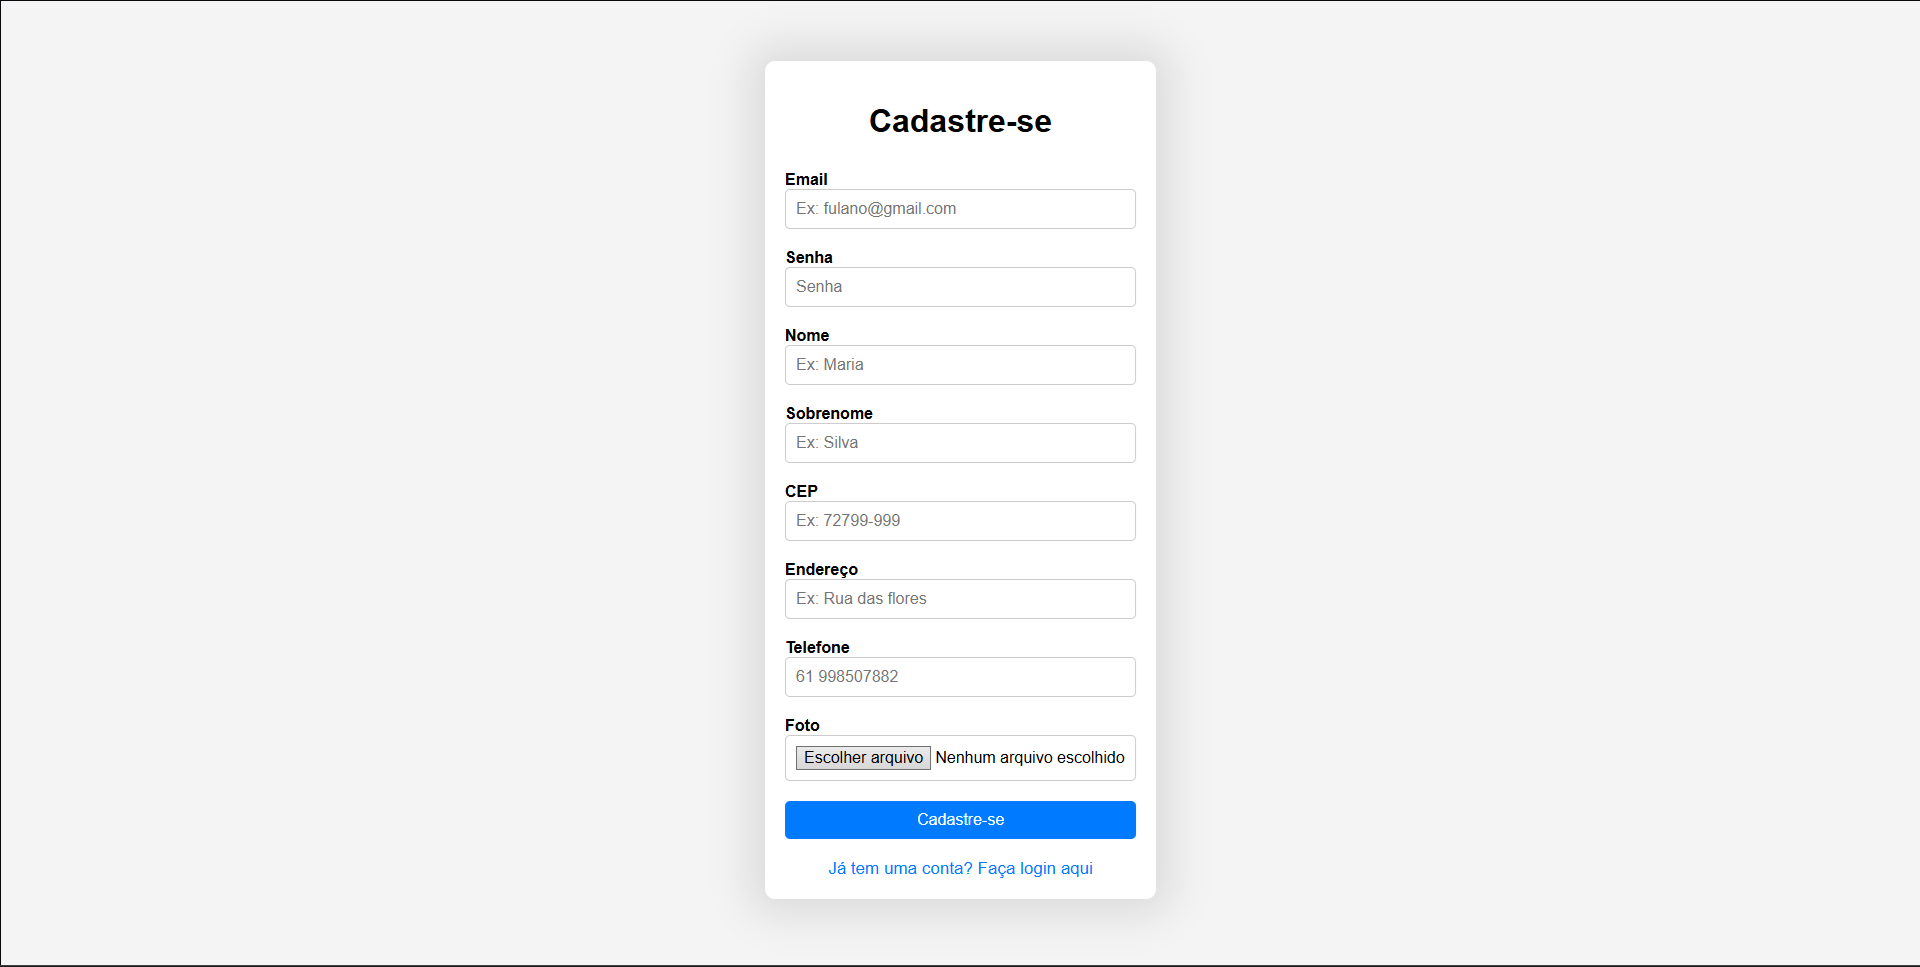 Cadastre-se
Email
Ex: fulano@gmail.com
Senha
Senha
Nome
Ex: Maria
Sobrenome
Ex: Silva
CEP
Ex: 72799-999
Endereço
Ex: Rua das flores
Telefone
61 998507882
Foto
Escolher arquivo Nenhum arquivo escolhido
Cadastre-se
Já tem uma conta? Faça login aqui